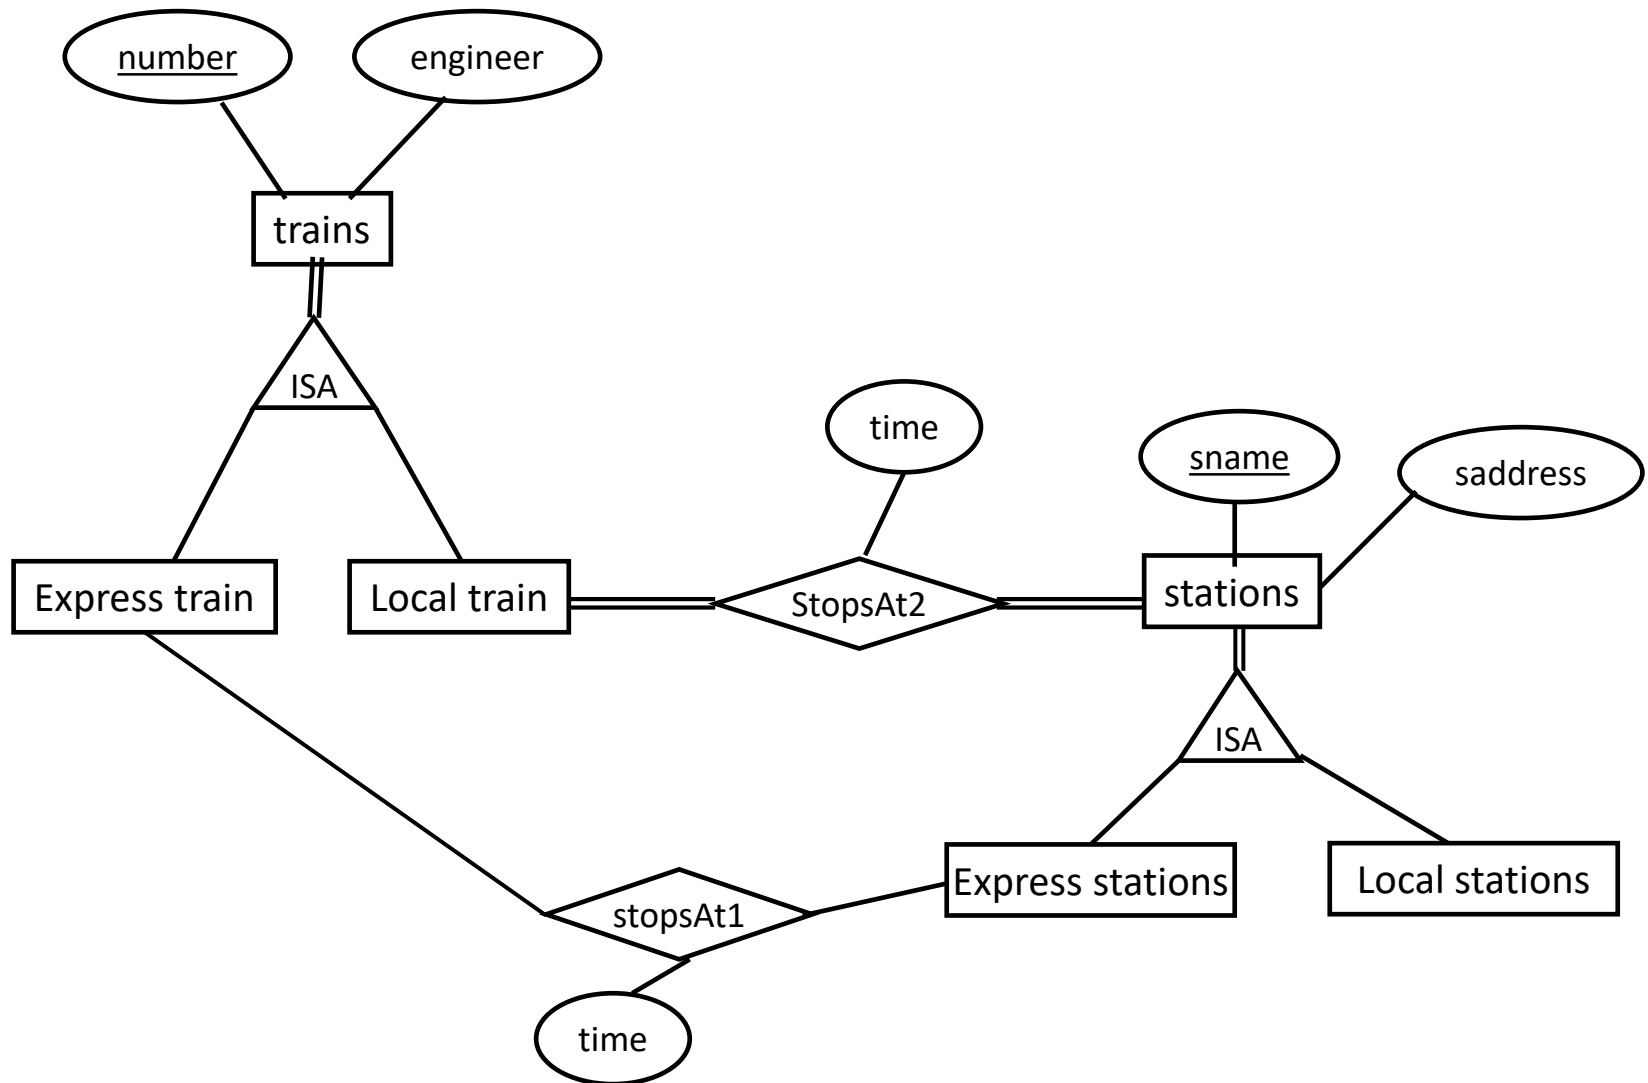 number
engineer
trains
ISA
time
sname
saddress
Express train
Local train
StopsAt2
stations
ISA
Express stations
Local stations
stopsAt1
time